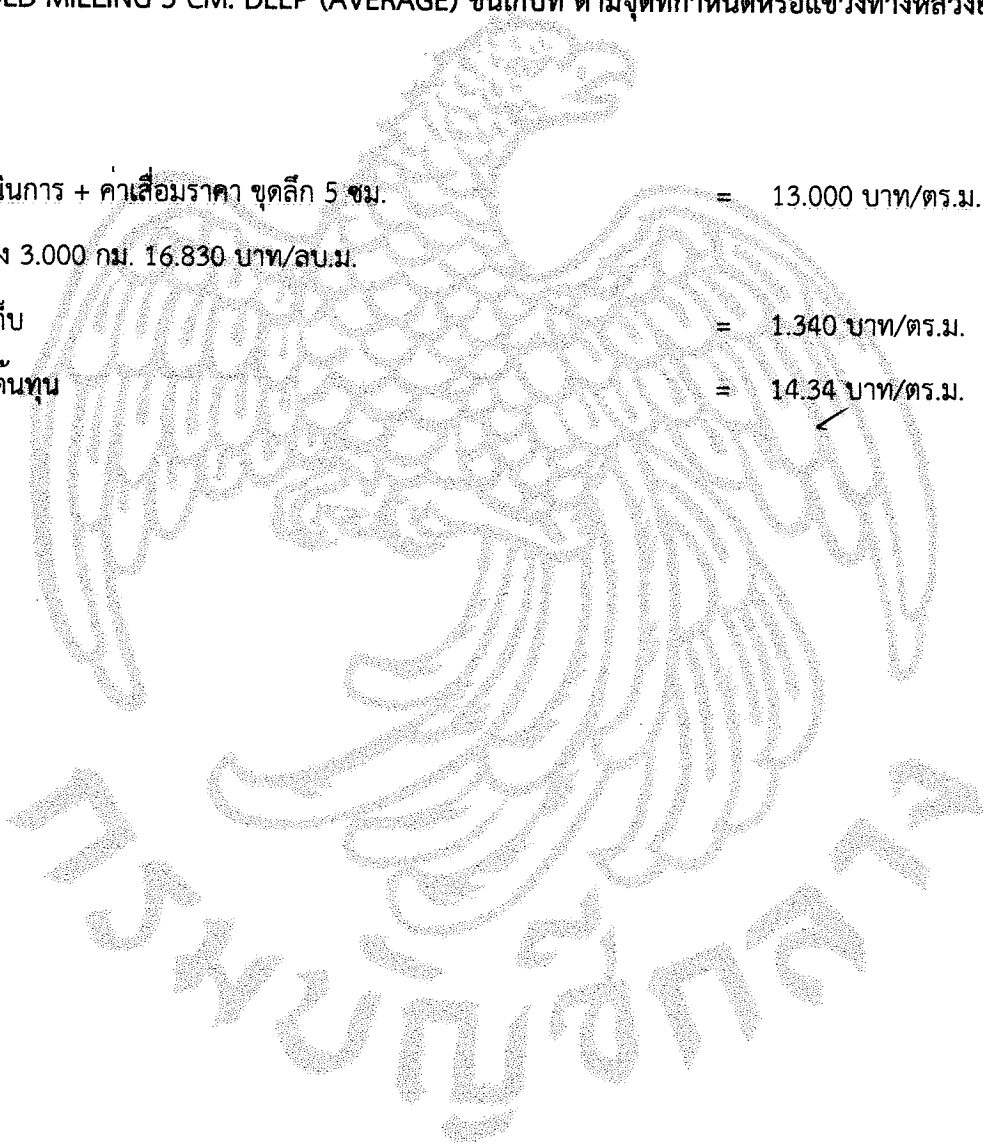 MILLING 5 CM. DEEP (AVERAGE) ขนเก็บที่ ตามจุดที่กำหนดหรือแขวงทางหลวง
นินการ + ค่าเสื่อมราคา ขุดลึก 5 ซม. = 13.000 บาท/ตร.ม.
ง 3.000 กม. 16.830 บาท/ลบ.ม.
ก็บ = 1.340 บาท/ตร.ม.
ต้นทุน = 14.34 บาท/ตร.ม.
กรมบัญชีกลาง